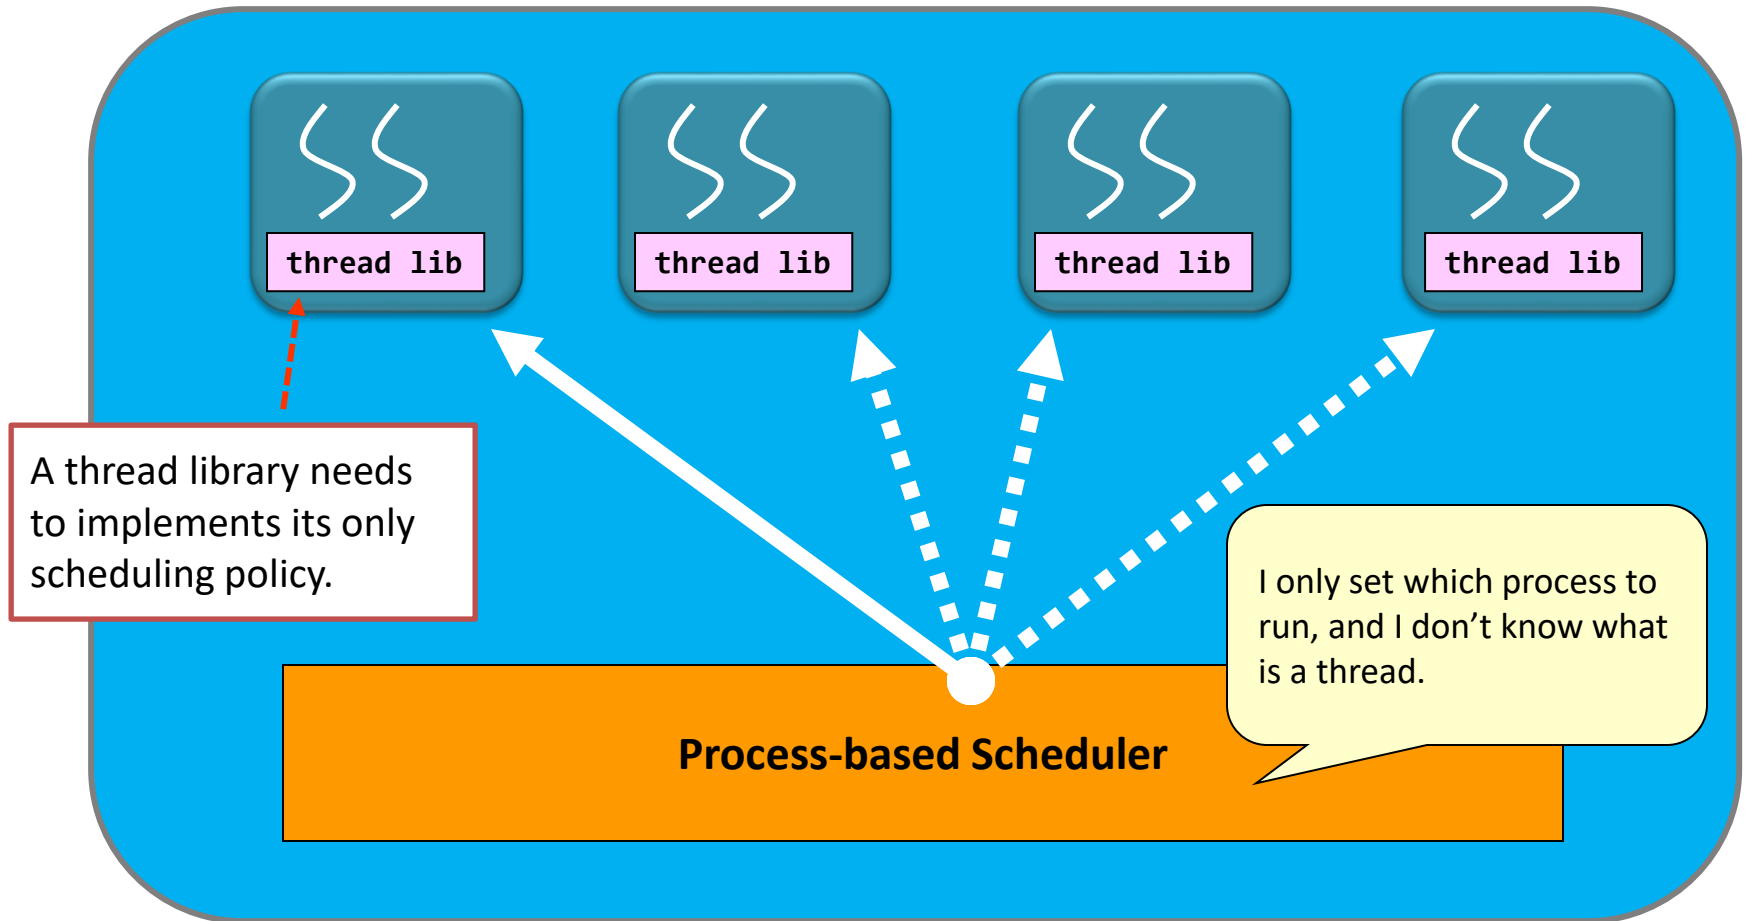 thread lib
thread lib
thread lib
thread lib
A thread library needs
to implements its only
scheduling policy.
I only set which process to
run, and I don’t know what
is a thread.
Process-based Scheduler